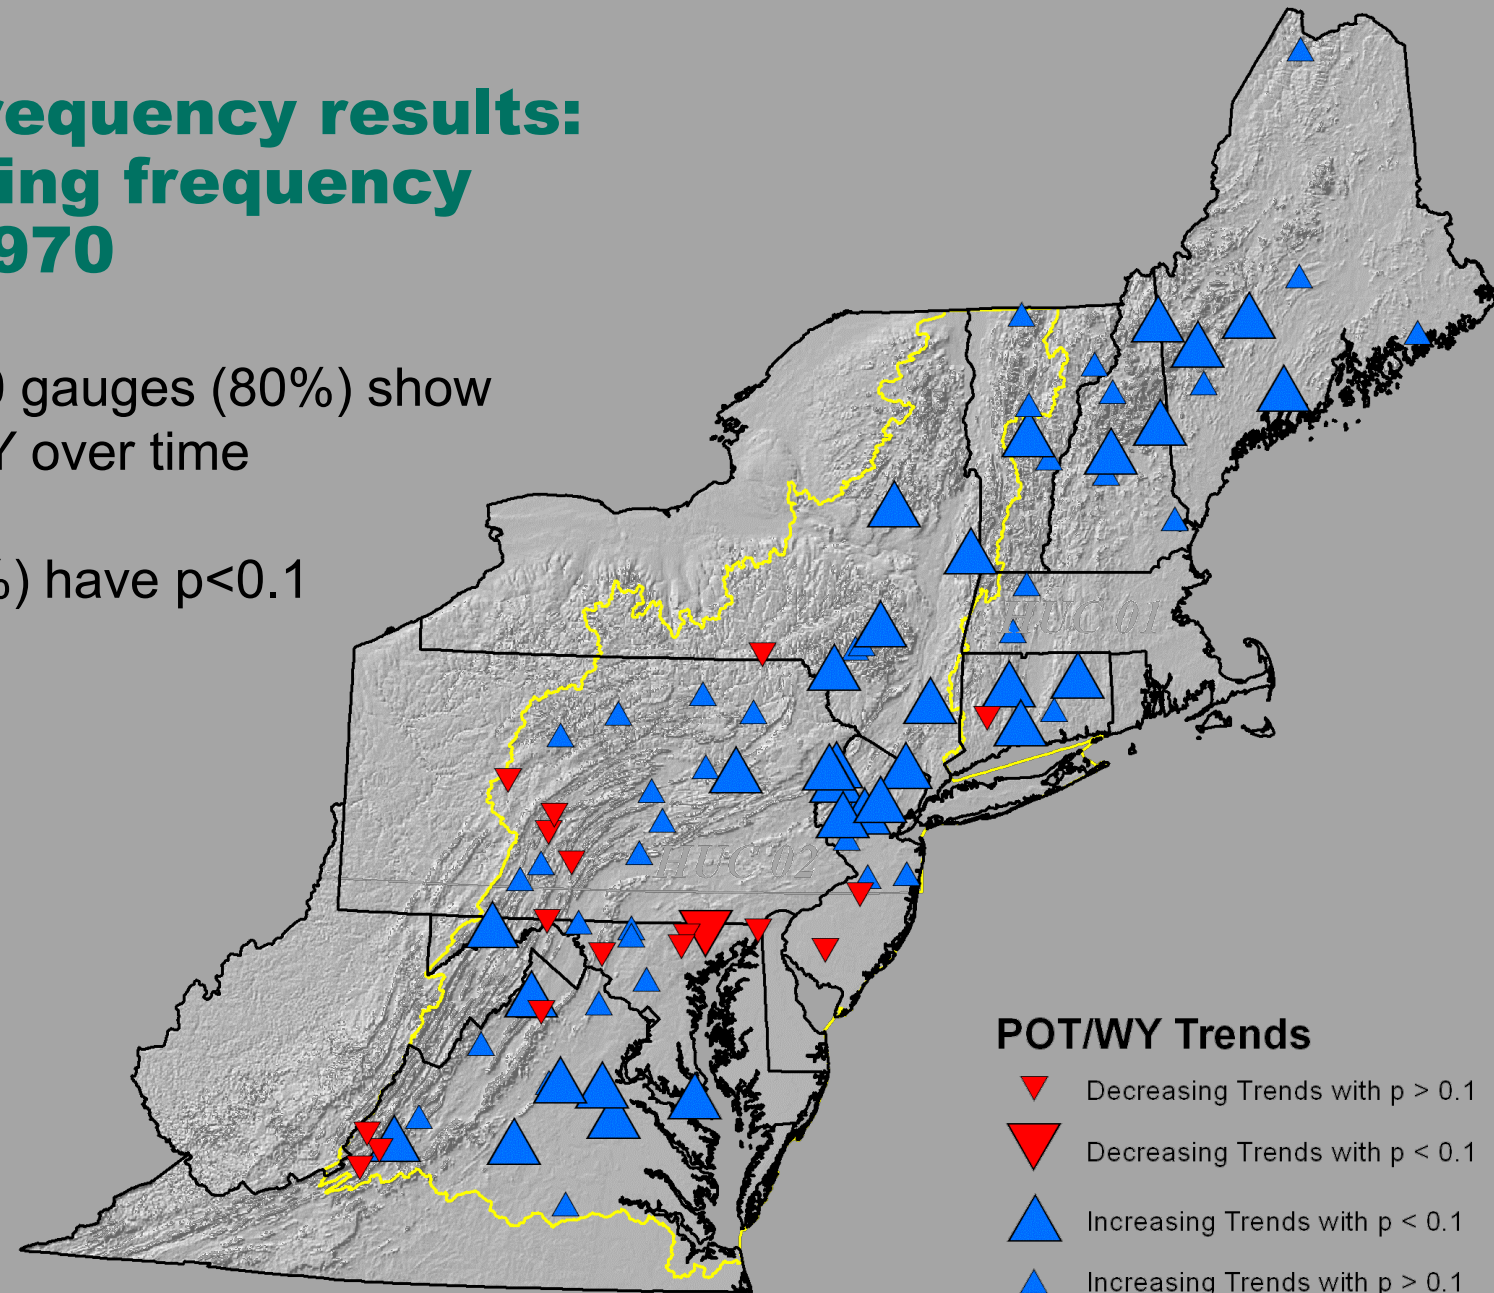 requency results:
ing frequency
970
0 gauges (80%) show
Y over time
%) have p<0.1
HUC 01
HUC 02
POT/WY Trends
Decreasing Trends with p > 0.1
Decreasing Trends with p < 0.1
Increasing Trends with p < 0.1
Increasing Trends with p > 0.1